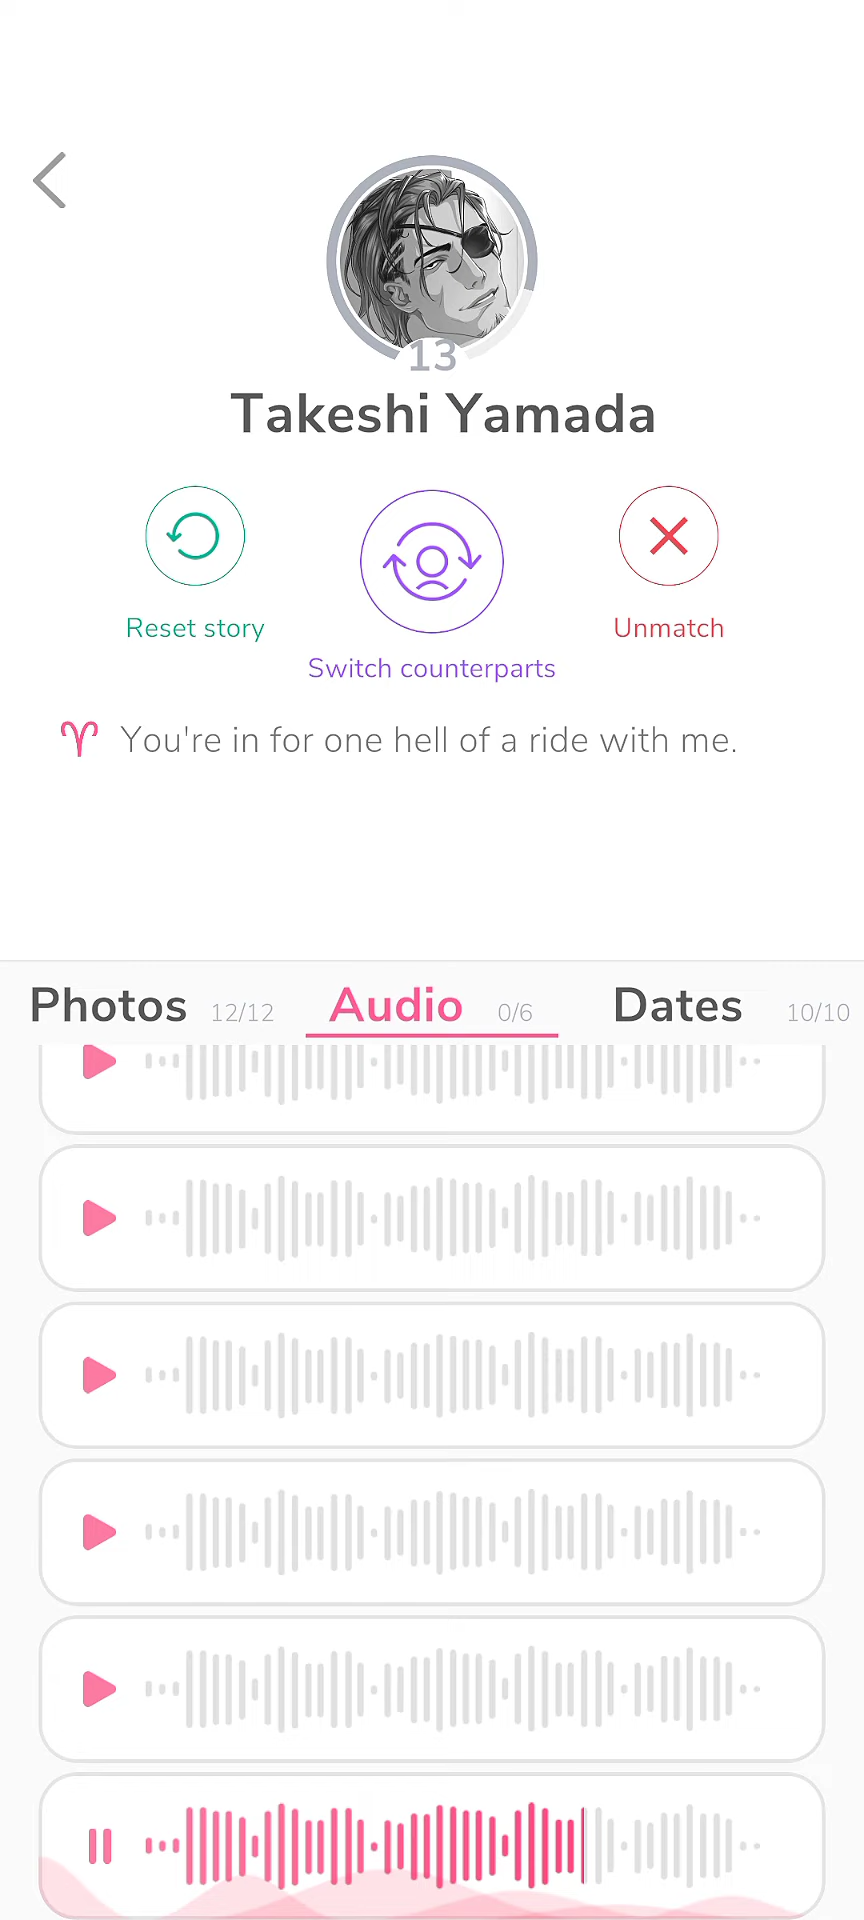 13
Takeshi Yamada
Reset story
Switch counterparts
Unmatch
You're in for one hell of a ride with me.
Photos 12/12 Audio 0/6 Dates 10/10